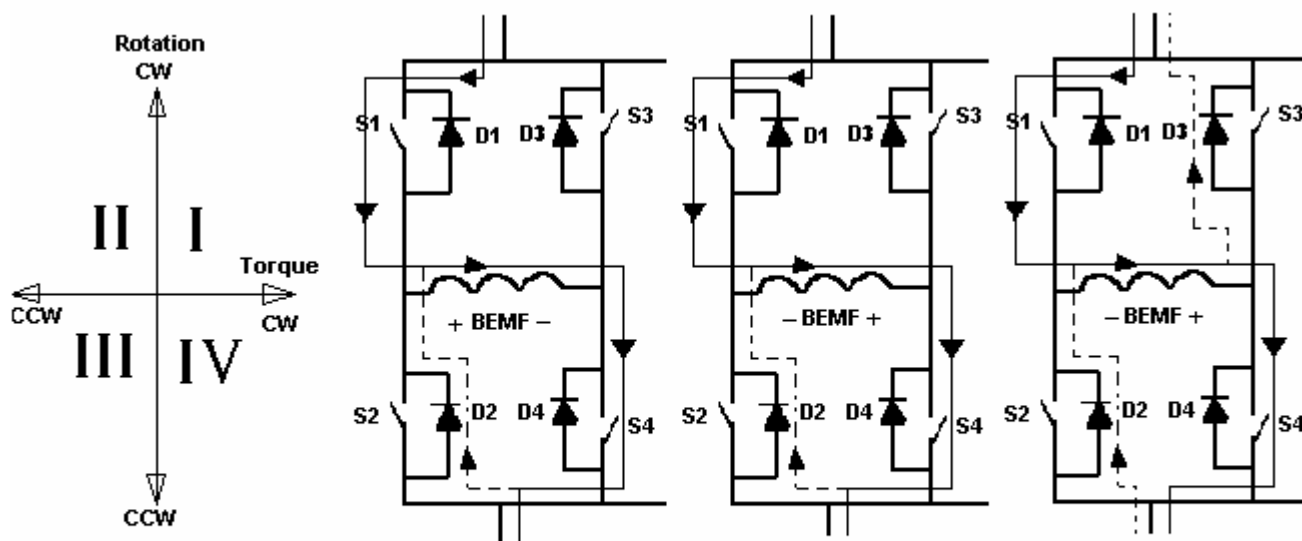 Rotation
CW
II I
Torque
CCW CW
III IV
CCW
S1 D1 D3 S3
+ BEMF −
S2 D2 D4 S4
S1 D1 D3 S3
− BEMF +
S2 D2 D4 S4
S1 D1 D3 S3
− BEMF +
S2 D2 D4 S4